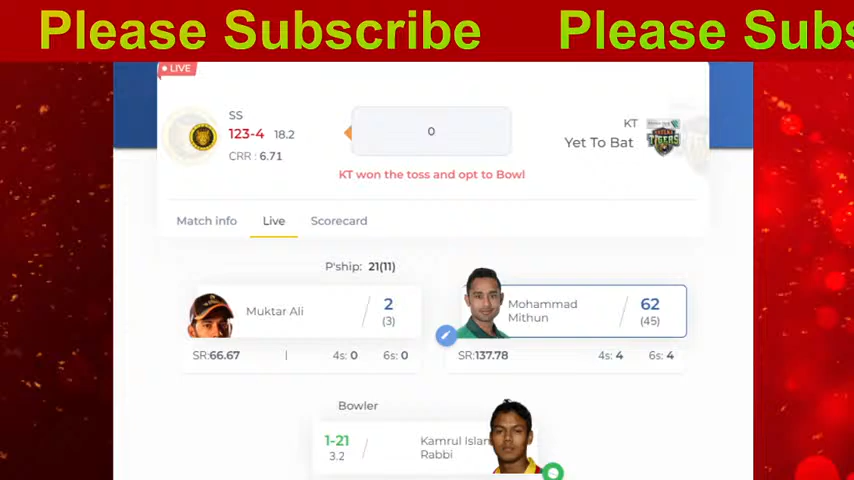 Please Subscribe Please Subs
LIVE
SS
123-4 18.2
CRR : 6.71
0
KT
Yet To Bat
TIGERS
KT won the toss and opt to Bowl
Match info Live Scorecard
P'ship: 21(11)
Muktar Ali 2 (3)
Mohammad Mithun 62 (45)
SR:66.67 | 4s: 0 6s: 0
SR:137.78 4s: 4 6s: 4
Bowler
1-21
3.2
Kamrul Islam
Rabbi